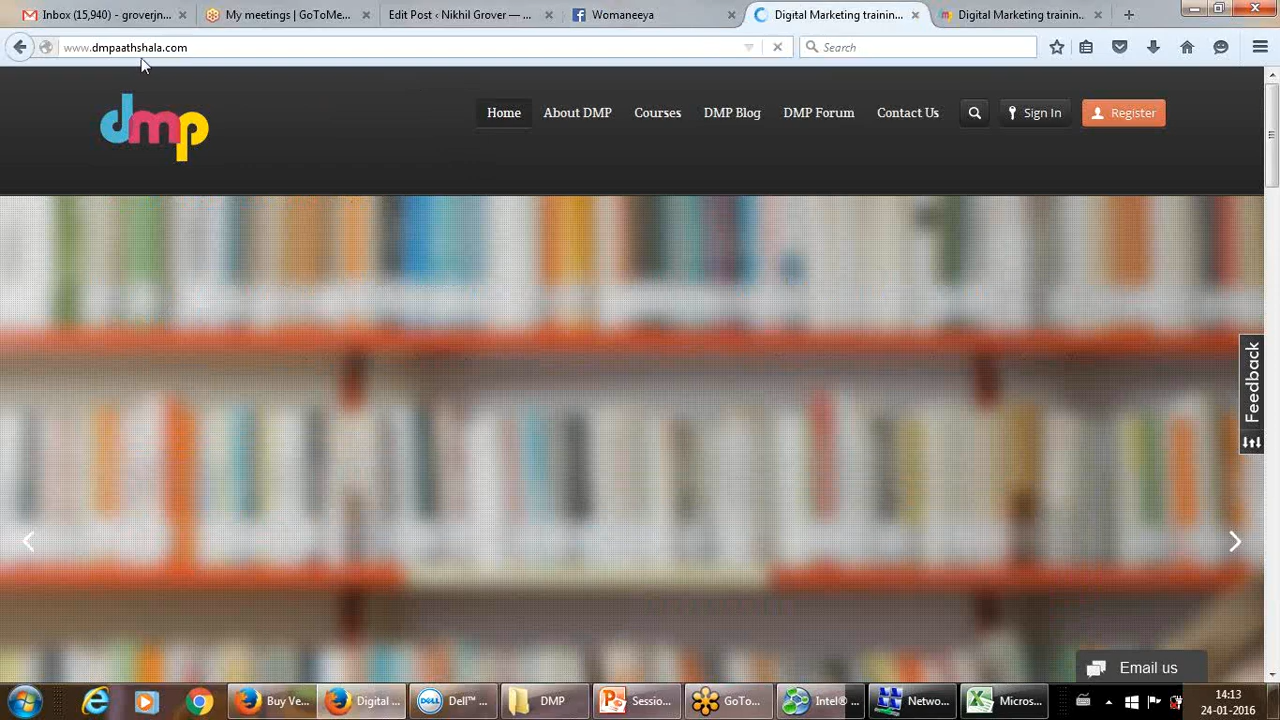 Inbox (15,940) - groverjn...
My meetings | GoToMe...
Edit Post ‹ Nikhil Grover — ...
Womaneeya
Digital Marketing trainin...
Digital Marketing trainin...
www.dmpaathshala.com
Search
dmp
Home
About DMP
Courses
DMP Blog
DMP Forum
Contact Us
Sign In
Register
Feedback
Email us
Buy Ve...
Digital ...
Dell™ ...
DMP
Sessio...
GoTo...
Intel® ...
Netwo...
Micros...
14:13
24-01-2016